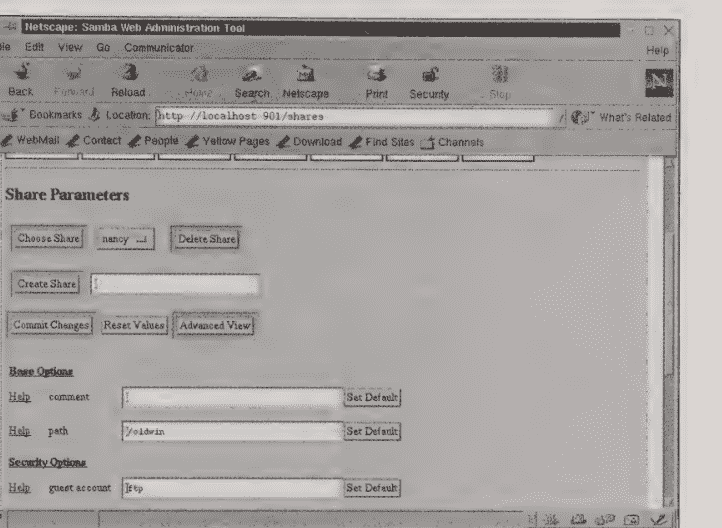 Netscape: Samba Web Administration Tool
ile Edit View Go Communicator Help
Back Forward Reload Home Search Netscape Print Security Stop
Bookmarks Location: http://localhost 901/shares What's Related
WebMail Contact People Yellow Pages Download Find Sites Channels
Share Parameters
Choose Share nancy Delete Share
Create Share
Commit Changes Reset Values Advanced View
Base Options
Help comment Set Default
Help path /oldwin Set Default
Security Options
Help guest account ftp Set Default